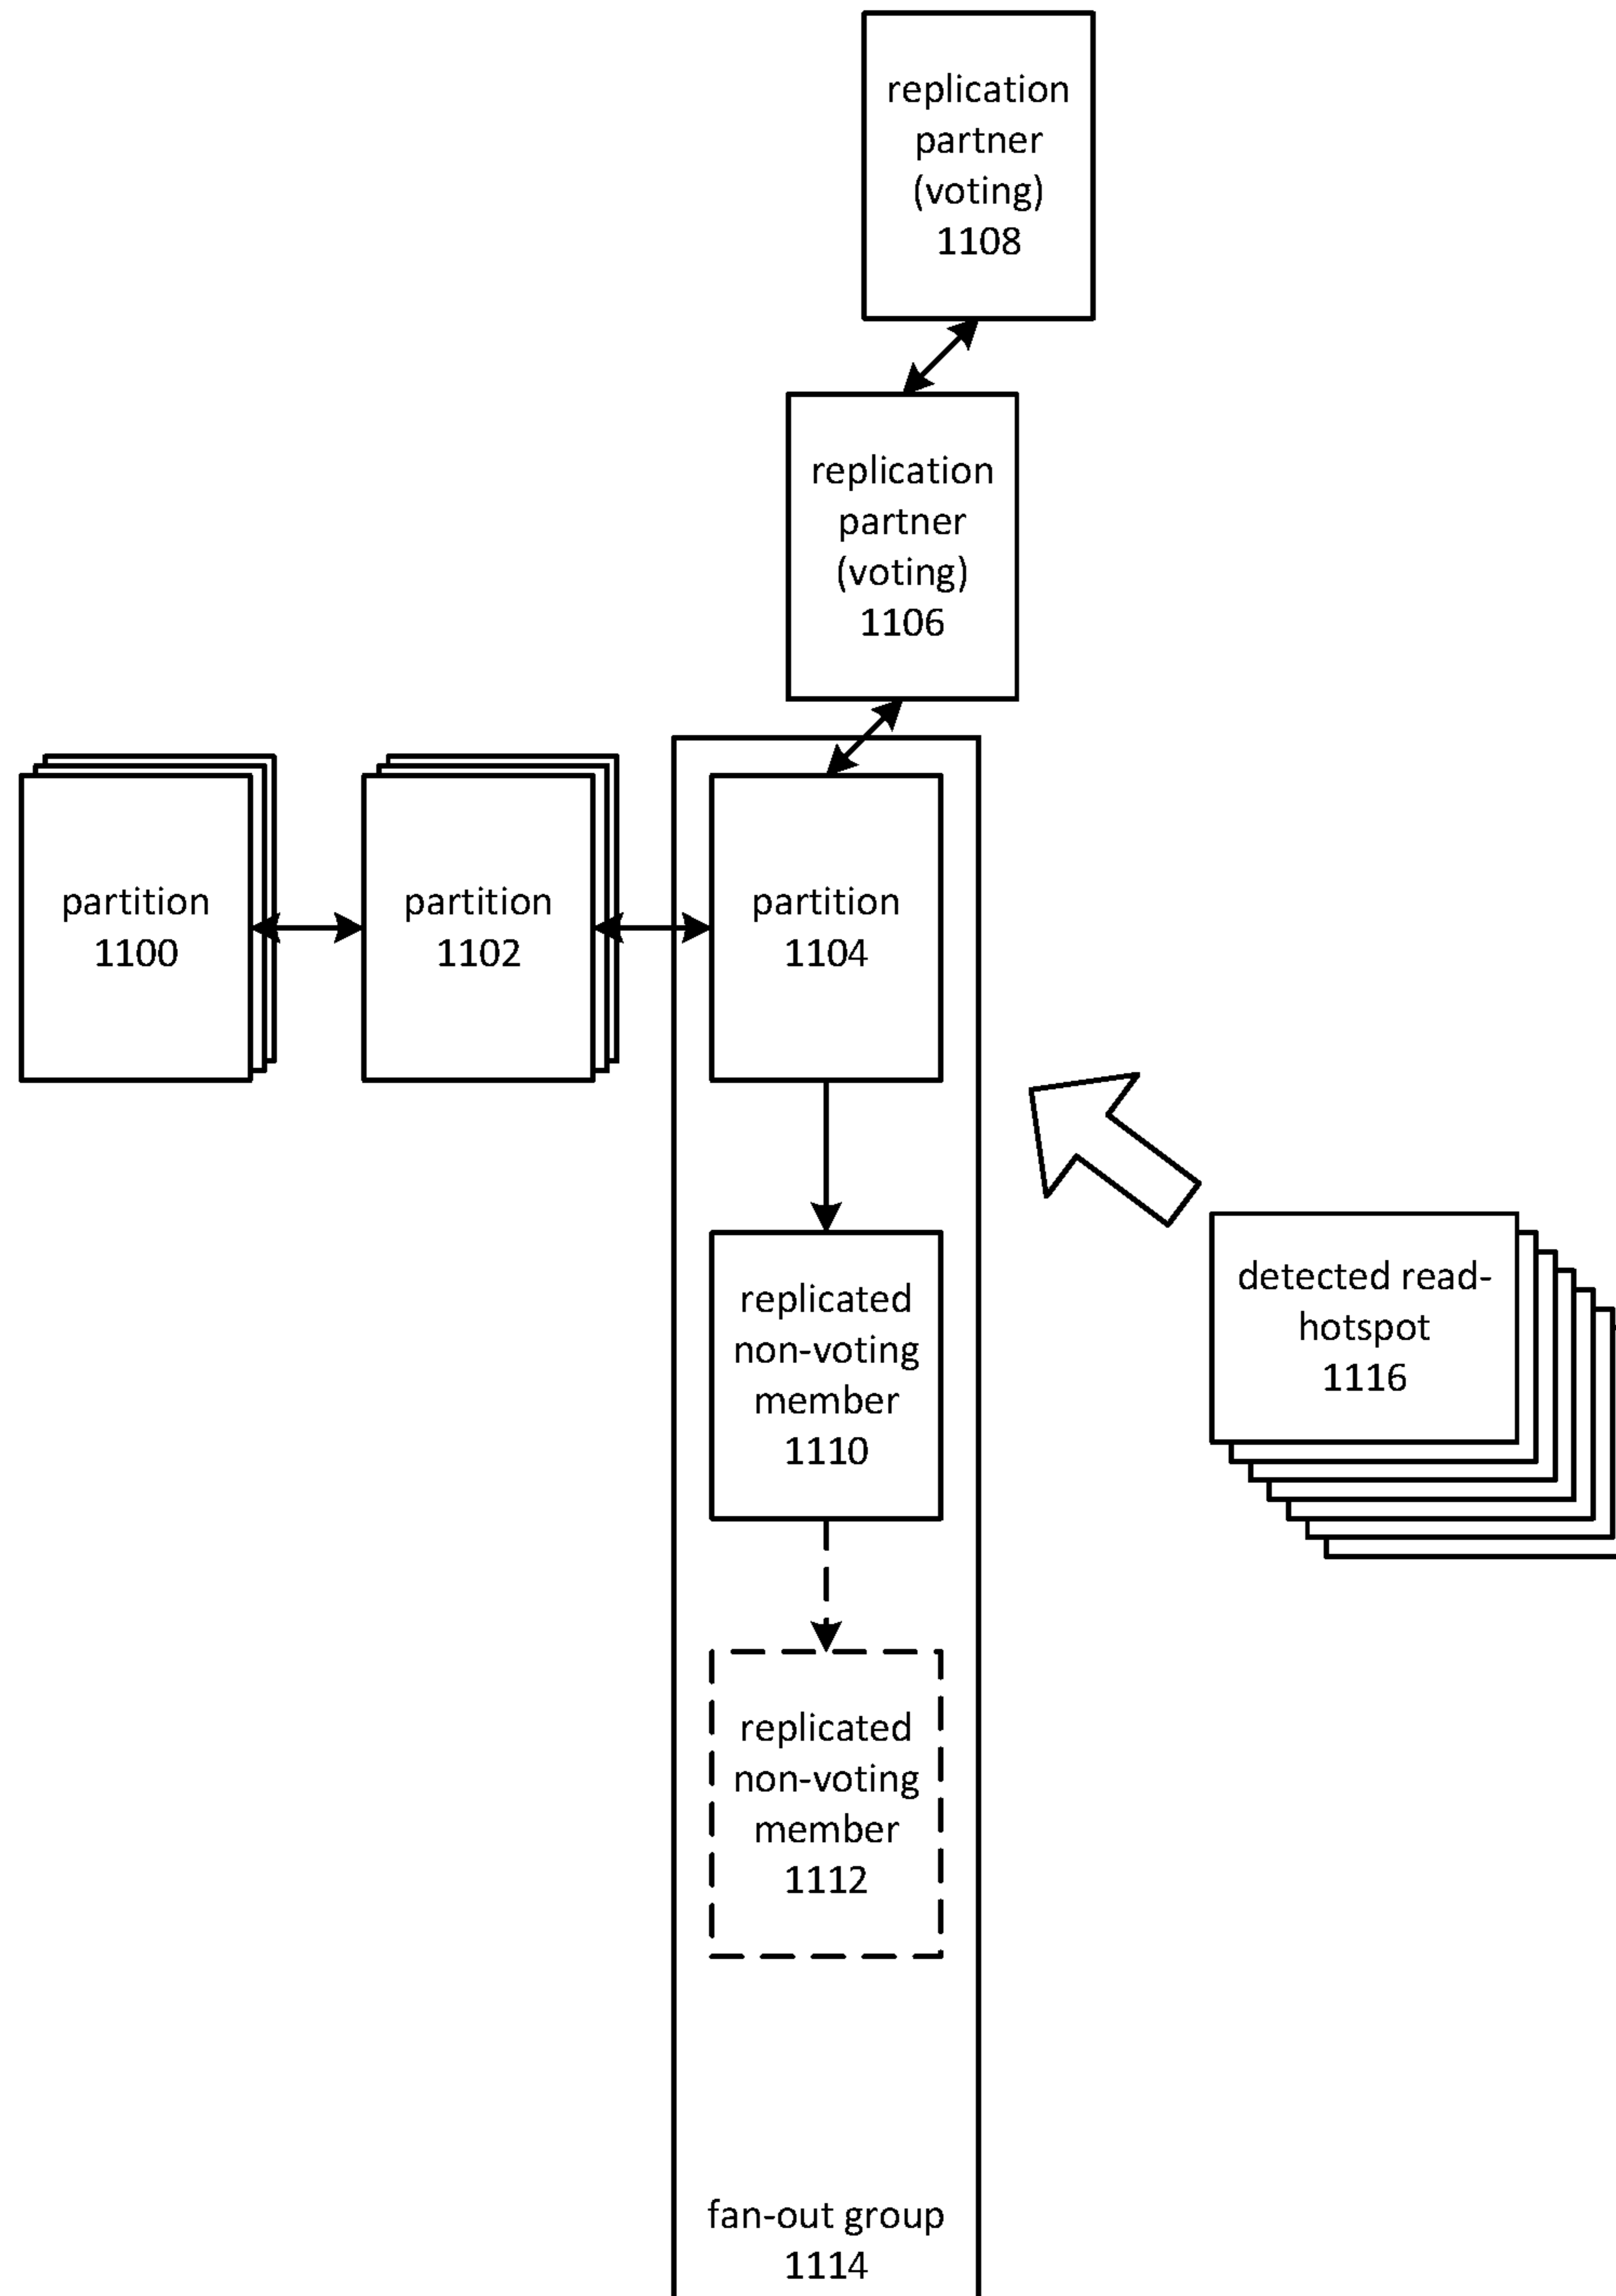 replication
partner
(voting)
1108
replication
partner
(voting)
1106
partition
1100
partition
1102
partition
1104
replicated
non-voting
member
1110
detected read-
hotspot
1116
replicated
non-voting
member
1112
fan-out group
1114